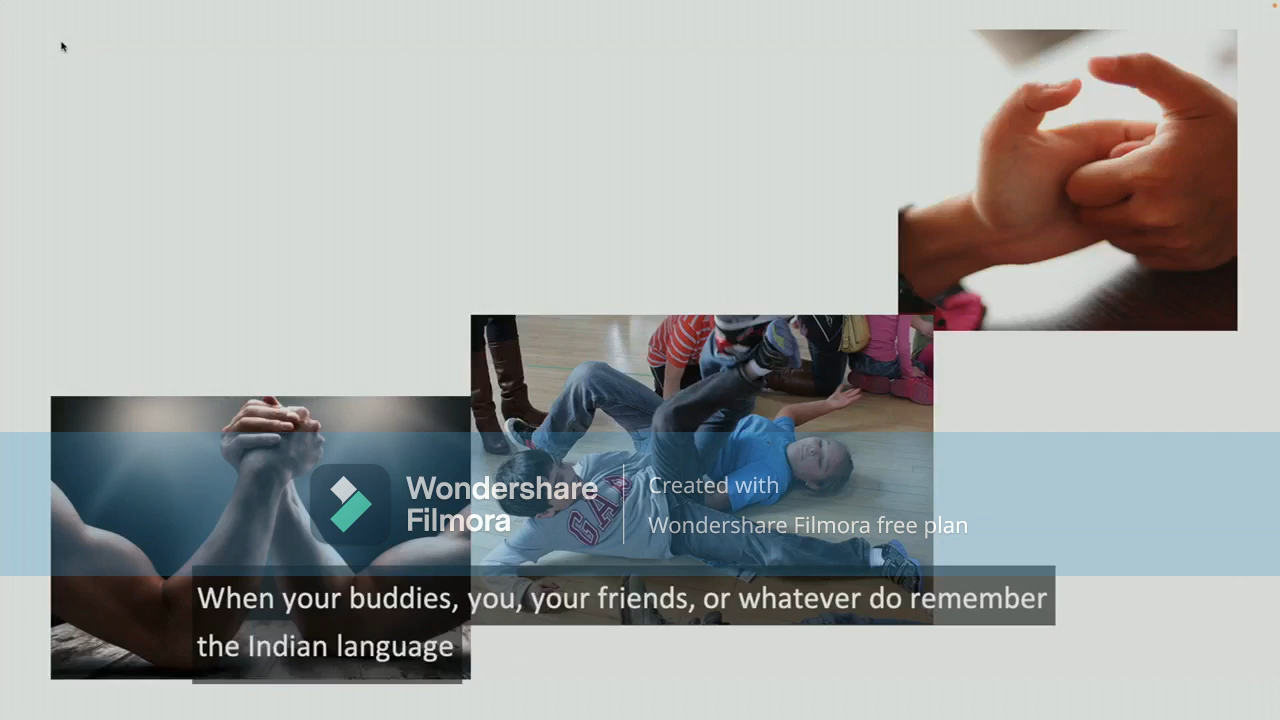 GAP
Wondershare
Filmora
Created with
Wondershare Filmora free plan
When your buddies, you, your friends, or whatever do remember
the Indian language